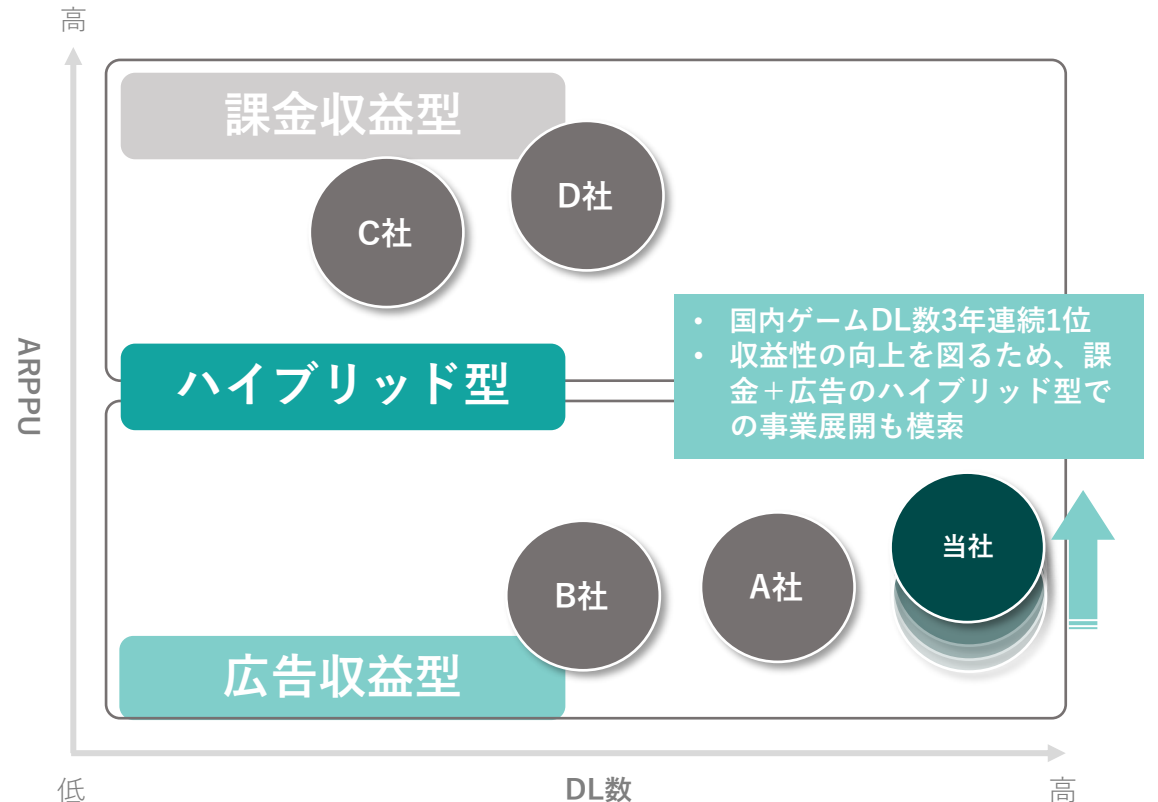 高
課金収益型
D社
C社
• 国内ゲームDL数3年連続1位
• 収益性の向上を図るため、課
金＋広告のハイブリッド型で
の事業展開も模索
ハイブリッド型
ARPPU
当社
A社
B社
広告収益型
低
DL数
高